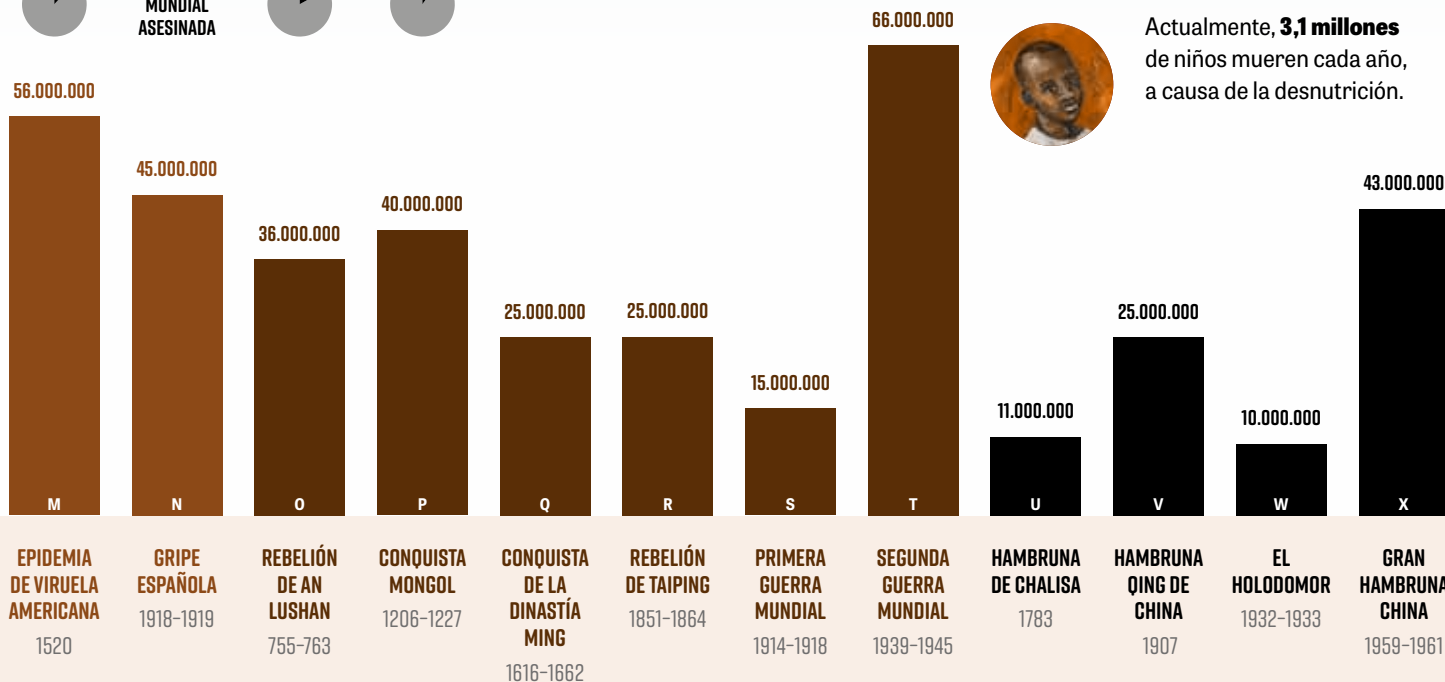 MUNDIAL
ASESINADA
Actualmente, 3,1 millones
de niños mueren cada año,
a causa de la desnutrición.
56.000.000
45.000.000
36.000.000
40.000.000
25.000.000
25.000.000
15.000.000
66.000.000
11.000.000
25.000.000
10.000.000
43.000.000
M
N
O
P
Q
R
S
T
U
V
W
X
EPIDEMIA
DE VIRUELA
AMERICANA
1520
GRIPE
ESPAÑOLA
1918–1919
REBELIÓN
DE AN
LUSHAN
755–763
CONQUISTA
MONGOL
1206–1227
CONQUISTA
DE LA
DINASTÍA
MING
1616–1662
REBELIÓN
DE TAIPING
1851–1864
PRIMERA
GUERRA
MUNDIAL
1914–1918
SEGUNDA
GUERRA
MUNDIAL
1939–1945
HAMBRUNA
DE CHALISA
1783
HAMBRUNA
QING DE
CHINA
1907
EL
HOLODOMOR
1932–1933
GRAN
HAMBRUNA
CHINA
1959–1961